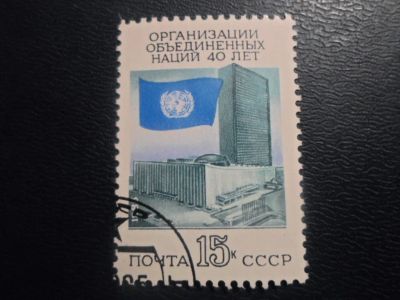 ОРГАНИЗАЦИИ
ОБЪЕДИНЕННЫХ
НАЦИЙ 40 ЛЕТ
ПОЧТА 15К СССР